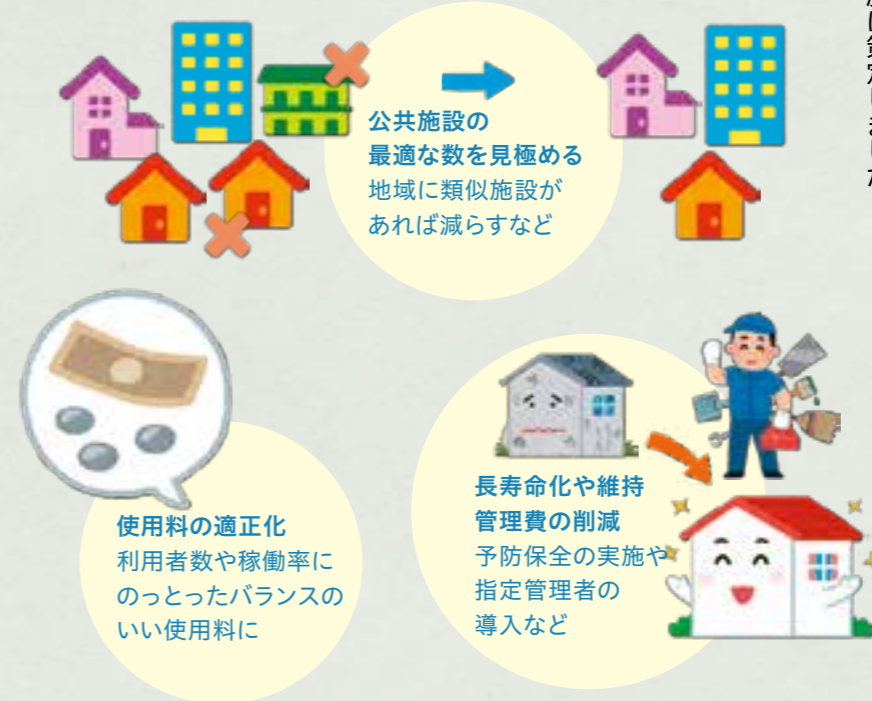 公共施設の
最適な数を見極める
地域に類似施設が
あれば減らすなど
使用料の適正化
利用者数や稼働率に
のっとったバランスの
いい使用料に
長寿命化や維持
管理費の削減
予防保全の実施や
指定管理者の
導入など